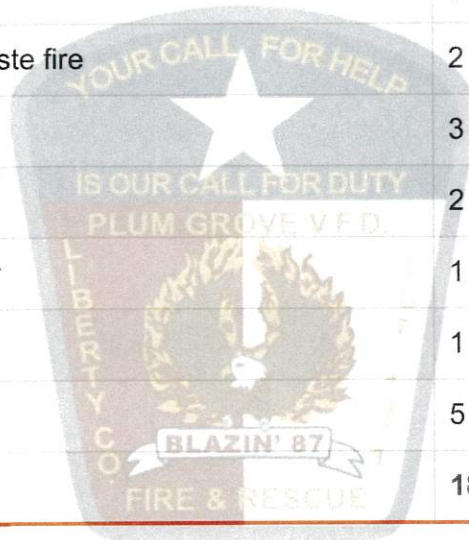 ste fire 2
YOUR CALL FOR HELP
3
IS OUR CALL FOR DUTY
2
PLUM GROVE V.F.D.
LIBERTY CO.
1
1
5
BLAZIN' 87
FIRE & RESCUE
18